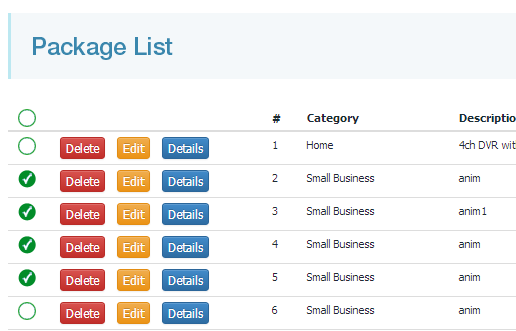 Package List
# Category Descriptio
Delete Edit Details 1 Home 4ch DVR wit
Delete Edit Details 2 Small Business anim
Delete Edit Details 3 Small Business anim1
Delete Edit Details 4 Small Business anim
Delete Edit Details 5 Small Business anim
Delete Edit Details 6 Small Business anim